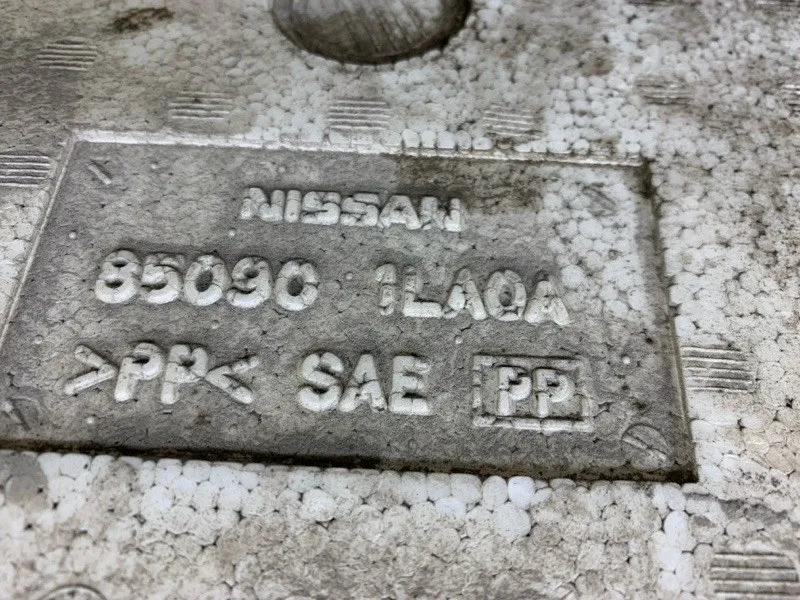 NISSAN
85090 1LA0A
>PP< SAE PP